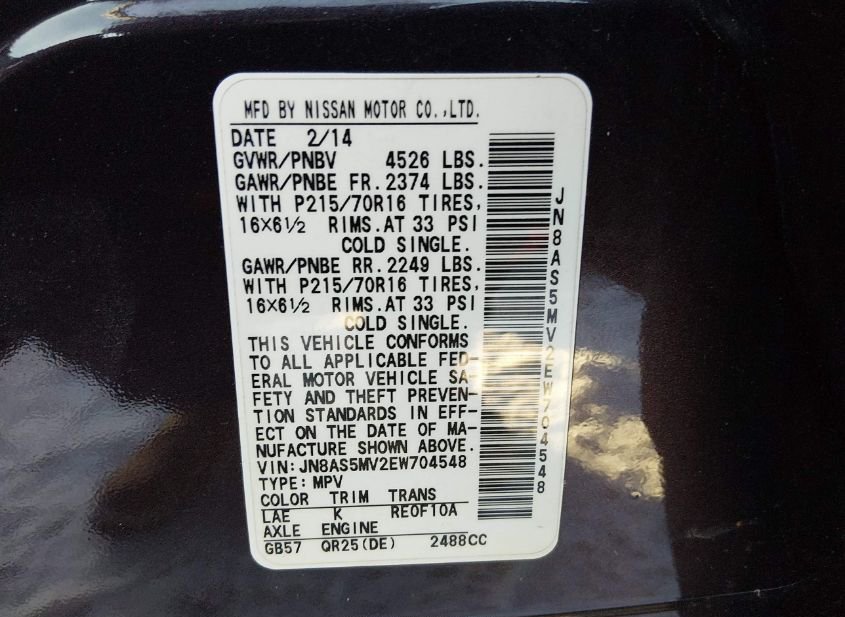 MFD BY NISSAN MOTOR CO.,LTD.
DATE 2/14
GVWR/PNBV 4526 LBS.
GAWR/PNBE FR. 2374 LBS.
WITH P215/70R16 TIRES,
16×6½ RIMS. AT 33 PSI
COLD SINGLE.
GAWR/PNBE RR. 2249 LBS.
WITH P215/70R16 TIRES,
16×6½ RIMS. AT 33 PSI
COLD SINGLE.
THIS VEHICLE CONFORMS
TO ALL APPLICABLE FED-
ERAL MOTOR VEHICLE SA-
FETY AND THEFT PREVEN-
TION STANDARDS IN EFF-
ECT ON THE DATE OF MA-
NUFACTURE SHOWN ABOVE.
VIN: JN8AS5MV2EW704548
TYPE: MPV
COLOR TRIM TRANS
LAE K RE0F10A
AXLE ENGINE
GB57 QR25(DE) 2488CC
JN8AS5MV2EW704548